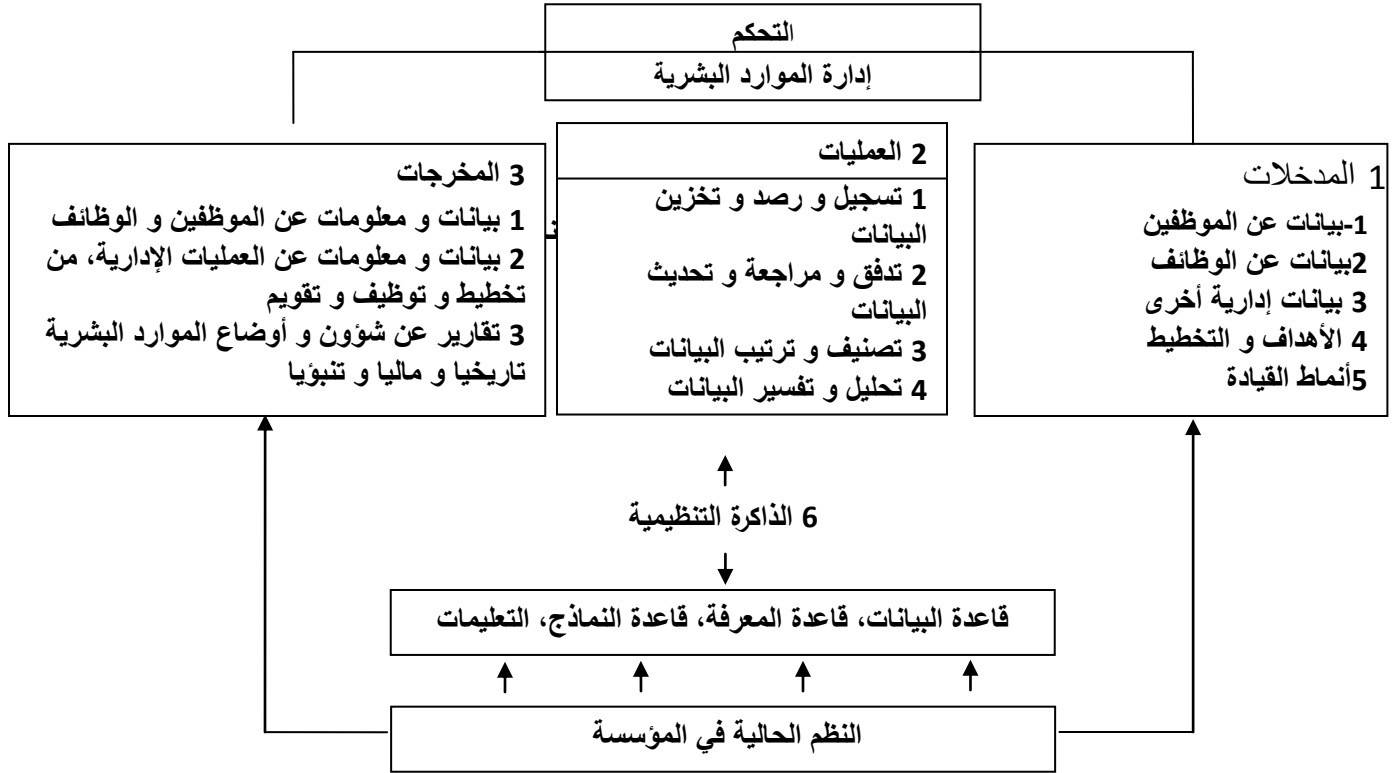 التحكم
إدارة الموارد البشرية
1 المدخلات
1-بيانات عن الموظفين
2بيانات عن الوظائف
3 بيانات إدارية أخرى
4 الأهداف و التخطيط
5أنماط القيادة
2 العمليات
1 تسجيل و رصد و تخزين
البيانات
2 تدفق و مراجعة و تحديث
البيانات
3 تصنيف و ترتيب البيانات
4 تحليل و تفسير البيانات
3 المخرجات
1 بيانات و معلومات عن الموظفين و الوظائف
2 بيانات و معلومات عن العمليات الإدارية، من
تخطيط و توظيف و تقويم
3 تقارير عن شؤون و أوضاع الموارد البشرية
تاريخيا و ماليا و تنبؤيا
6 الذاكرة التنظيمية
قاعدة البيانات، قاعدة المعرفة، قاعدة النماذج، التعليمات
النظم الحالية في المؤسسة